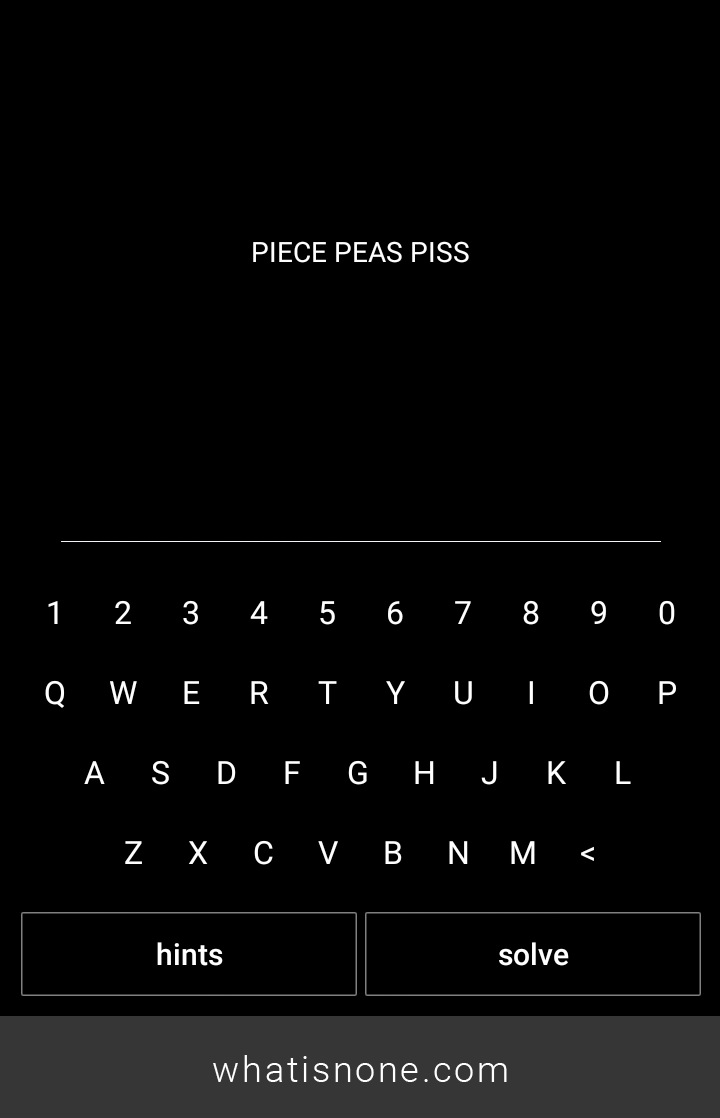 PIECE PEAS PISS
1 2 3 4 5 6 7 8 9 0
Q W E R T Y U I O P
A S D F G H J K L
Z X C V B N M <
hints solve
whatisnone.com